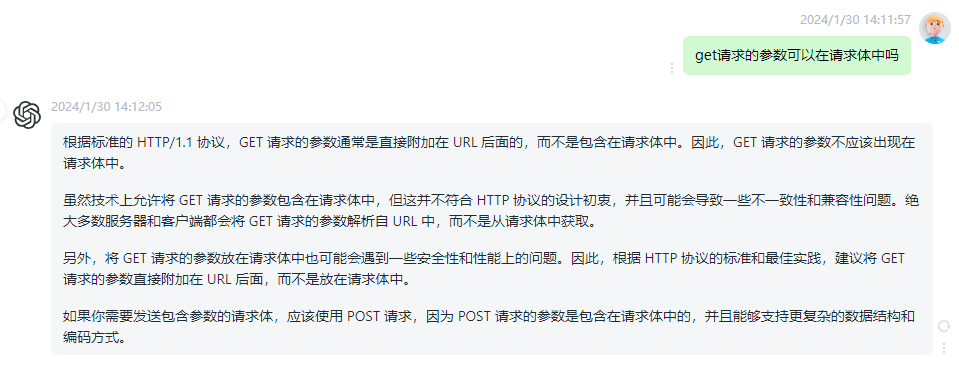 2024/1/30 14:11:57
get请求的参数可以在请求体中吗
2024/1/30 14:12:05
根据标准的 HTTP/1.1 协议，GET 请求的参数通常是直接附加在 URL 后面的，而不是包含在请求体中。因此，GET 请求的参数不应该出现在
请求体中。
虽然技术上允许将 GET 请求的参数包含在请求体中，但这并不符合 HTTP 协议的设计初衷，并且可能会导致一些不一致性和兼容性问题。绝
大多数服务器和客户端都会将 GET 请求的参数解析自 URL 中，而不是从请求体中获取。
另外，将 GET 请求的参数放在请求体中也可能会遇到一些安全性和性能上的问题。因此，根据 HTTP 协议的标准和最佳实践，建议将 GET
请求的参数直接附加在 URL 后面，而不是放在请求体中。
如果你需要发送包含参数的请求体，应该使用 POST 请求，因为 POST 请求的参数是包含在请求体中的，并且能够支持更复杂的数据结构和
编码方式。